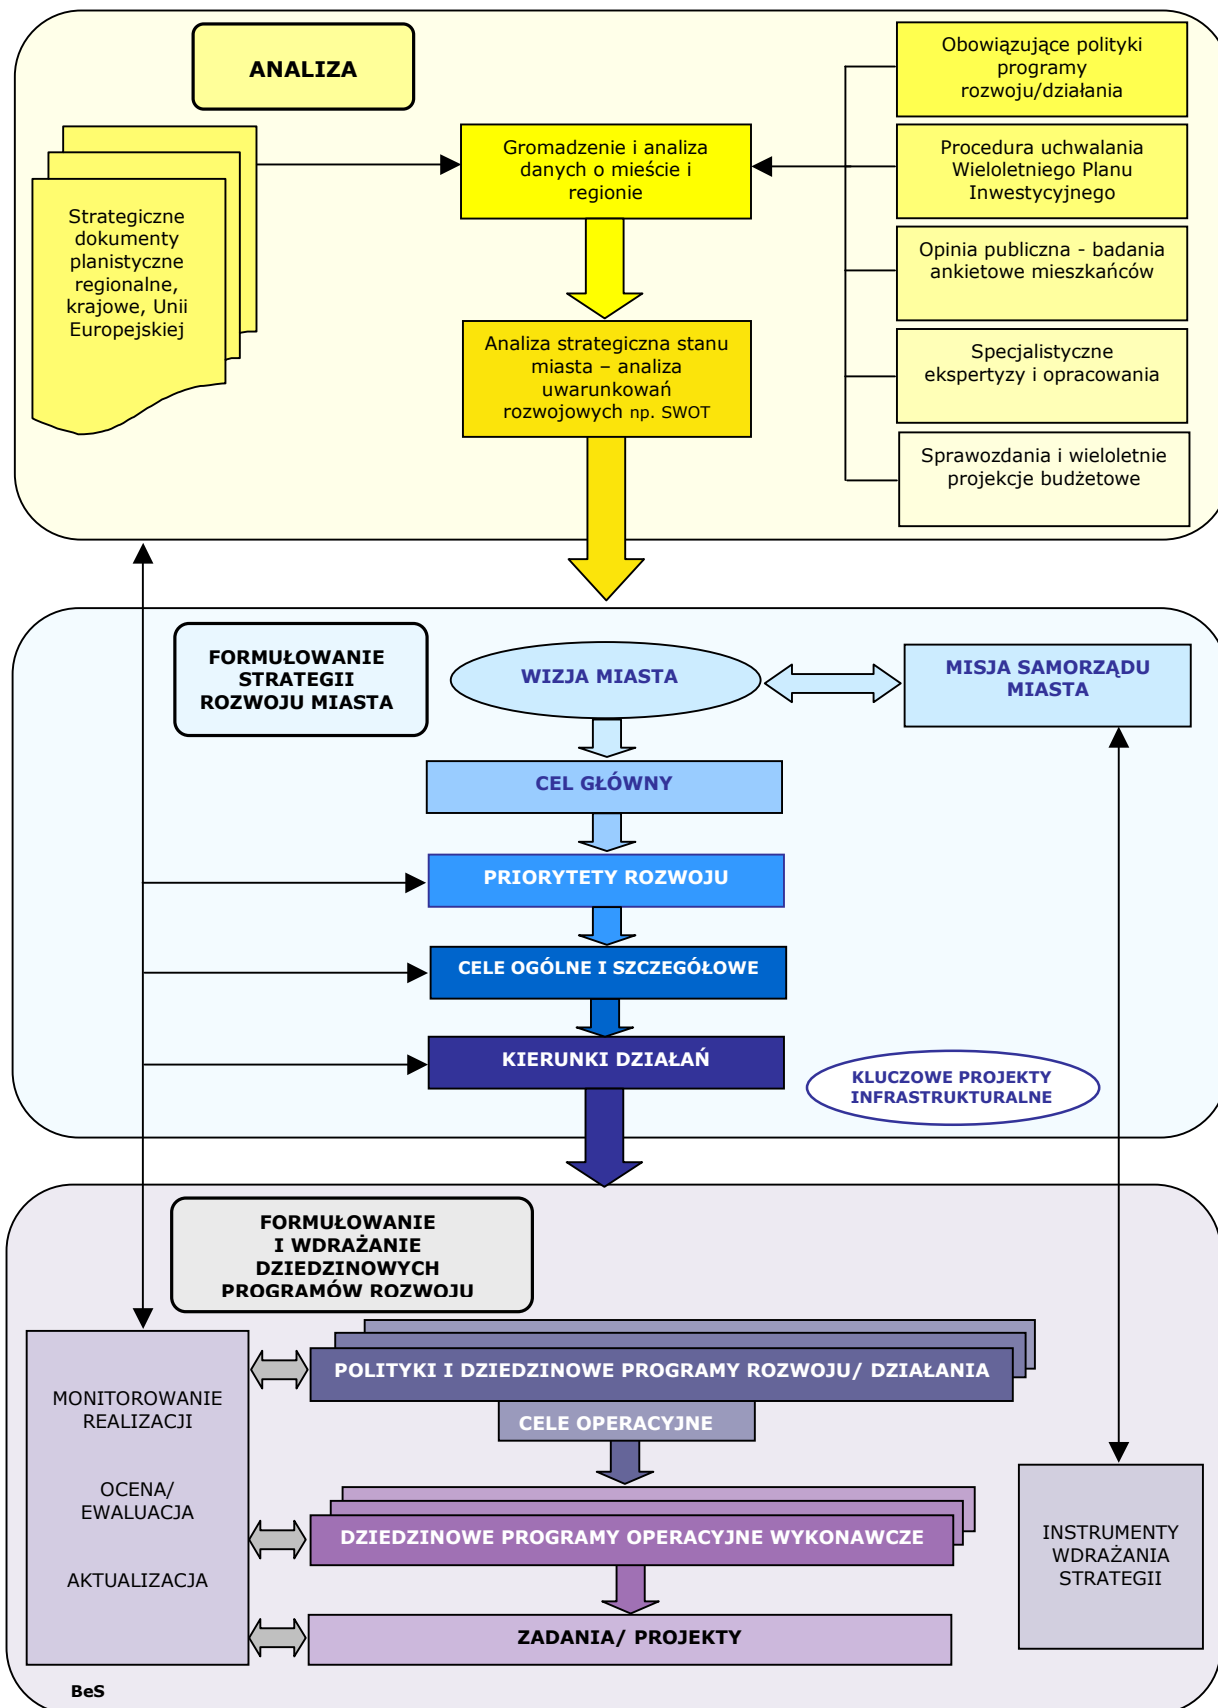 ANALIZA
Obowiązujące polityki
programy
rozwoju/działania
Gromadzenie i analiza
danych o mieście i
regionie
Procedura uchwalania
Wieloletniego Planu
Inwestycyjnego
Strategiczne
dokumenty
planistyczne
regionalne,
krajowe, Unii
Europejskiej
Opinia publiczna - badania
ankietowe mieszkańców
Analiza strategiczna stanu
miasta – analiza
uwarunkowań
rozwojowych np. SWOT
Specjalistyczne
ekspertyzy i opracowania
Sprawozdania i wieloletnie
projekcje budżetowe
FORMUŁOWANIE
STRATEGII
ROZWOJU MIASTA
WIZJA MIASTA
MISJA SAMORZĄDU
MIASTA
CEL GŁÓWNY
PRIORYTETY ROZWOJU
CELE OGÓLNE I SZCZEGÓŁOWE
KIERUNKI DZIAŁAŃ
KLUCZOWE PROJEKTY
INFRASTRUKTURALNE
FORMUŁOWANIE
I WDRAŻANIE
DZIEDZINOWYCH
PROGRAMÓW ROZWOJU
POLITYKI I DZIEDZINOWE PROGRAMY ROZWOJU/ DZIAŁANIA
CELE OPERACYJNE
MONITOROWANIE
REALIZACJI
OCENA/
EWALUACJA
AKTUALIZACJA
DZIEDZINOWE PROGRAMY OPERACYJNE WYKONAWCZE
INSTRUMENTY
WDRAŻANIA
STRATEGII
ZADANIA/ PROJEKTY
BeS